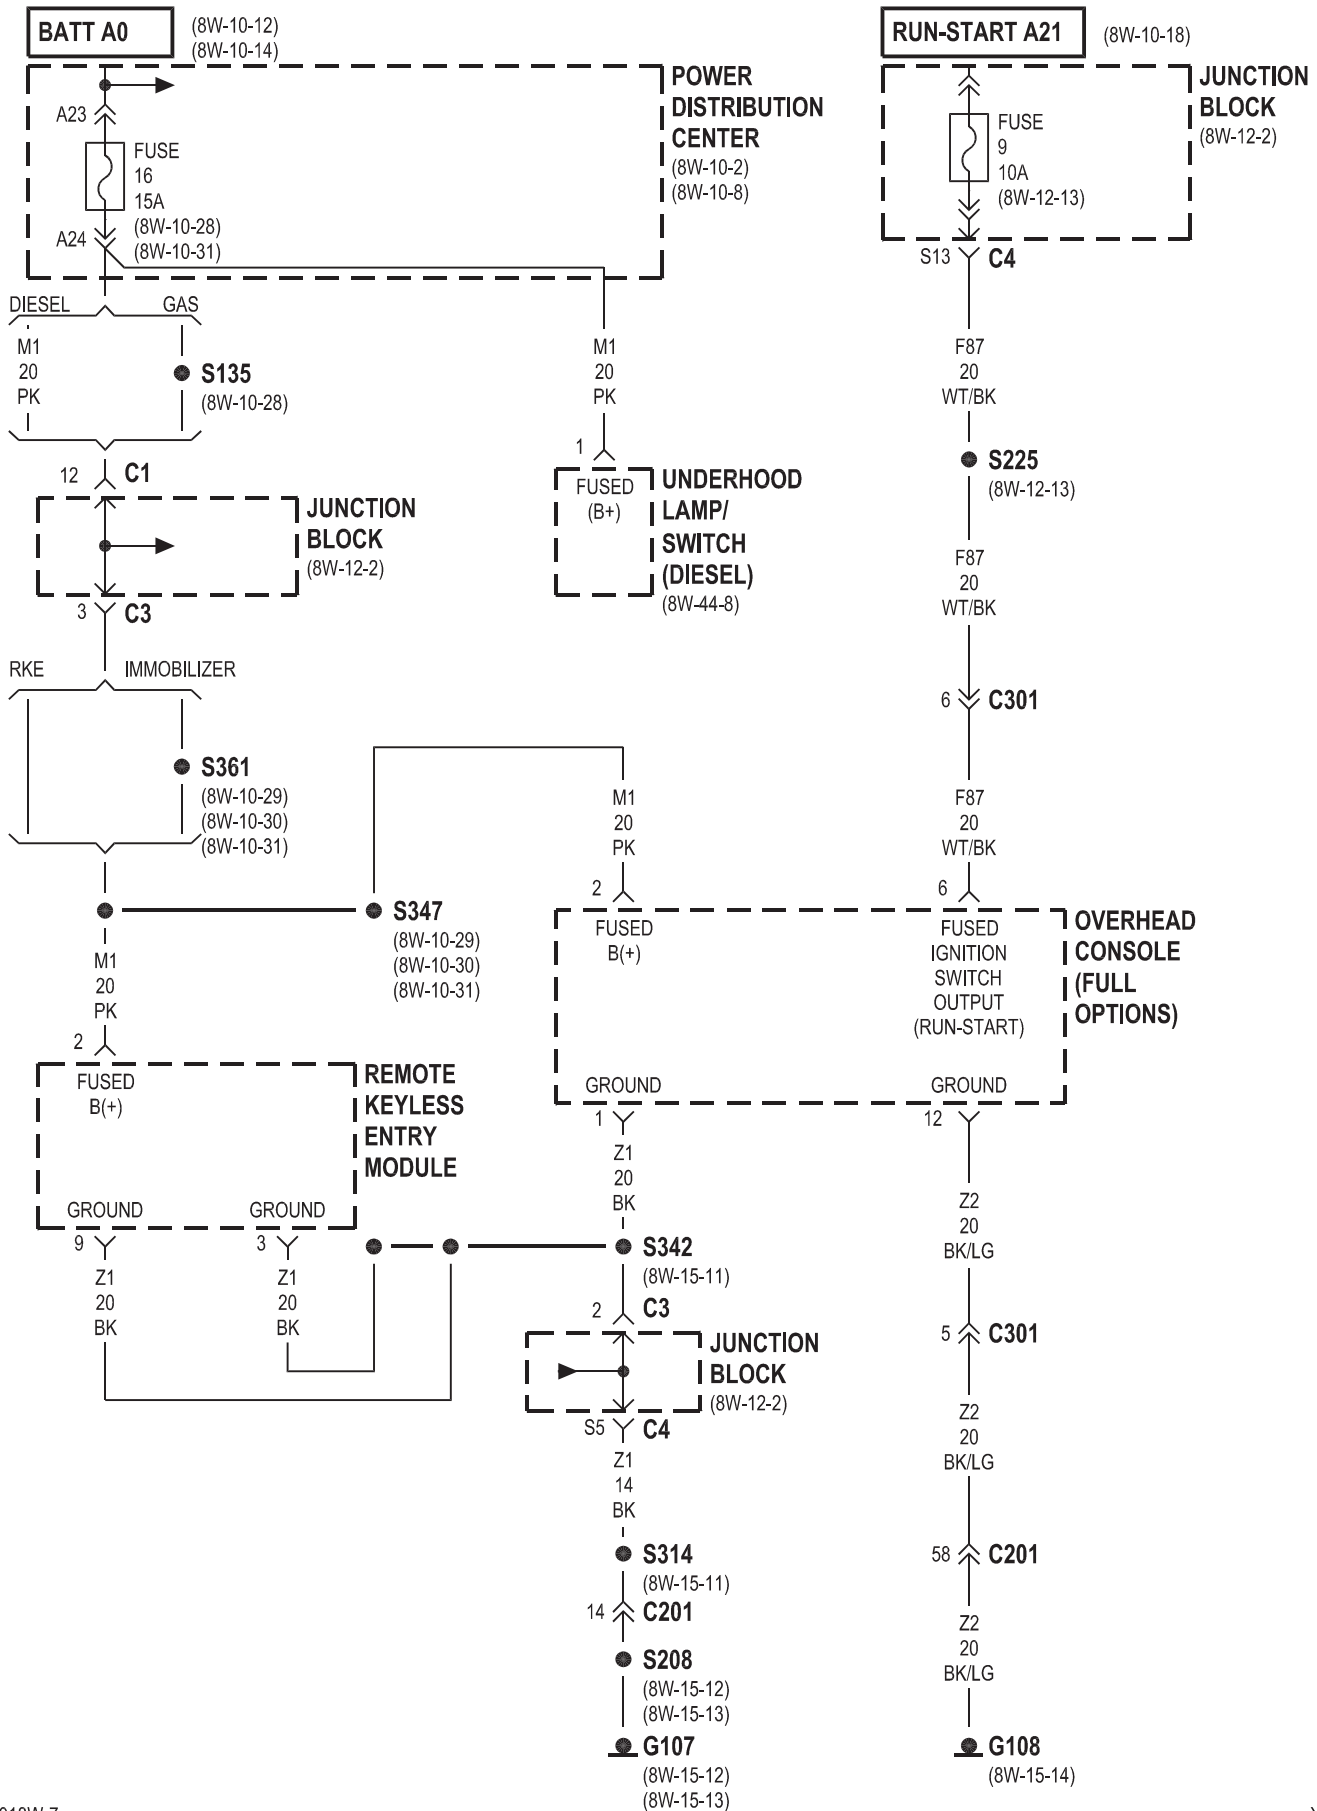 BATT A0
(8W-10-12)
(8W-10-14)
RUN-START A21
(8W-10-18)
POWER
DISTRIBUTION
CENTER
(8W-10-2)
(8W-10-8)
A23
FUSE
16
15A
(8W-10-28)
(8W-10-31)
A24
JUNCTION
BLOCK
(8W-12-2)
FUSE
9
10A
(8W-12-13)
S13
C4
DIESEL
GAS
M1
20
PK
S135
(8W-10-28)
M1
20
PK
F87
20
WT/BK
1
12
C1
FUSED
(B+)
UNDERHOOD
LAMP/
SWITCH
(DIESEL)
(8W-44-8)
S225
(8W-12-13)
JUNCTION
BLOCK
(8W-12-2)
F87
20
WT/BK
3
C3
RKE
IMMOBILIZER
6
C301
S361
(8W-10-29)
(8W-10-30)
(8W-10-31)
M1
20
PK
F87
20
WT/BK
2
6
S347
(8W-10-29)
(8W-10-30)
(8W-10-31)
FUSED
B(+)
FUSED
IGNITION
SWITCH
OUTPUT
(RUN-START)
OVERHEAD
CONSOLE
(FULL
OPTIONS)
M1
20
PK
2
FUSED
B(+)
REMOTE
KEYLESS
ENTRY
MODULE
GROUND
GROUND
1
12
Z1
20
BK
GROUND
GROUND
9
3
Z1
20
BK
Z1
20
BK
S342
(8W-15-11)
Z2
20
BK/LG
2
C3
5
C301
JUNCTION
BLOCK
(8W-12-2)
S5
C4
Z1
14
BK
Z2
20
BK/LG
S314
(8W-15-11)
58
C201
14
C201
S208
(8W-15-12)
(8W-15-13)
Z2
20
BK/LG
G107
(8W-15-12)
(8W-15-13)
G108
(8W-15-14)